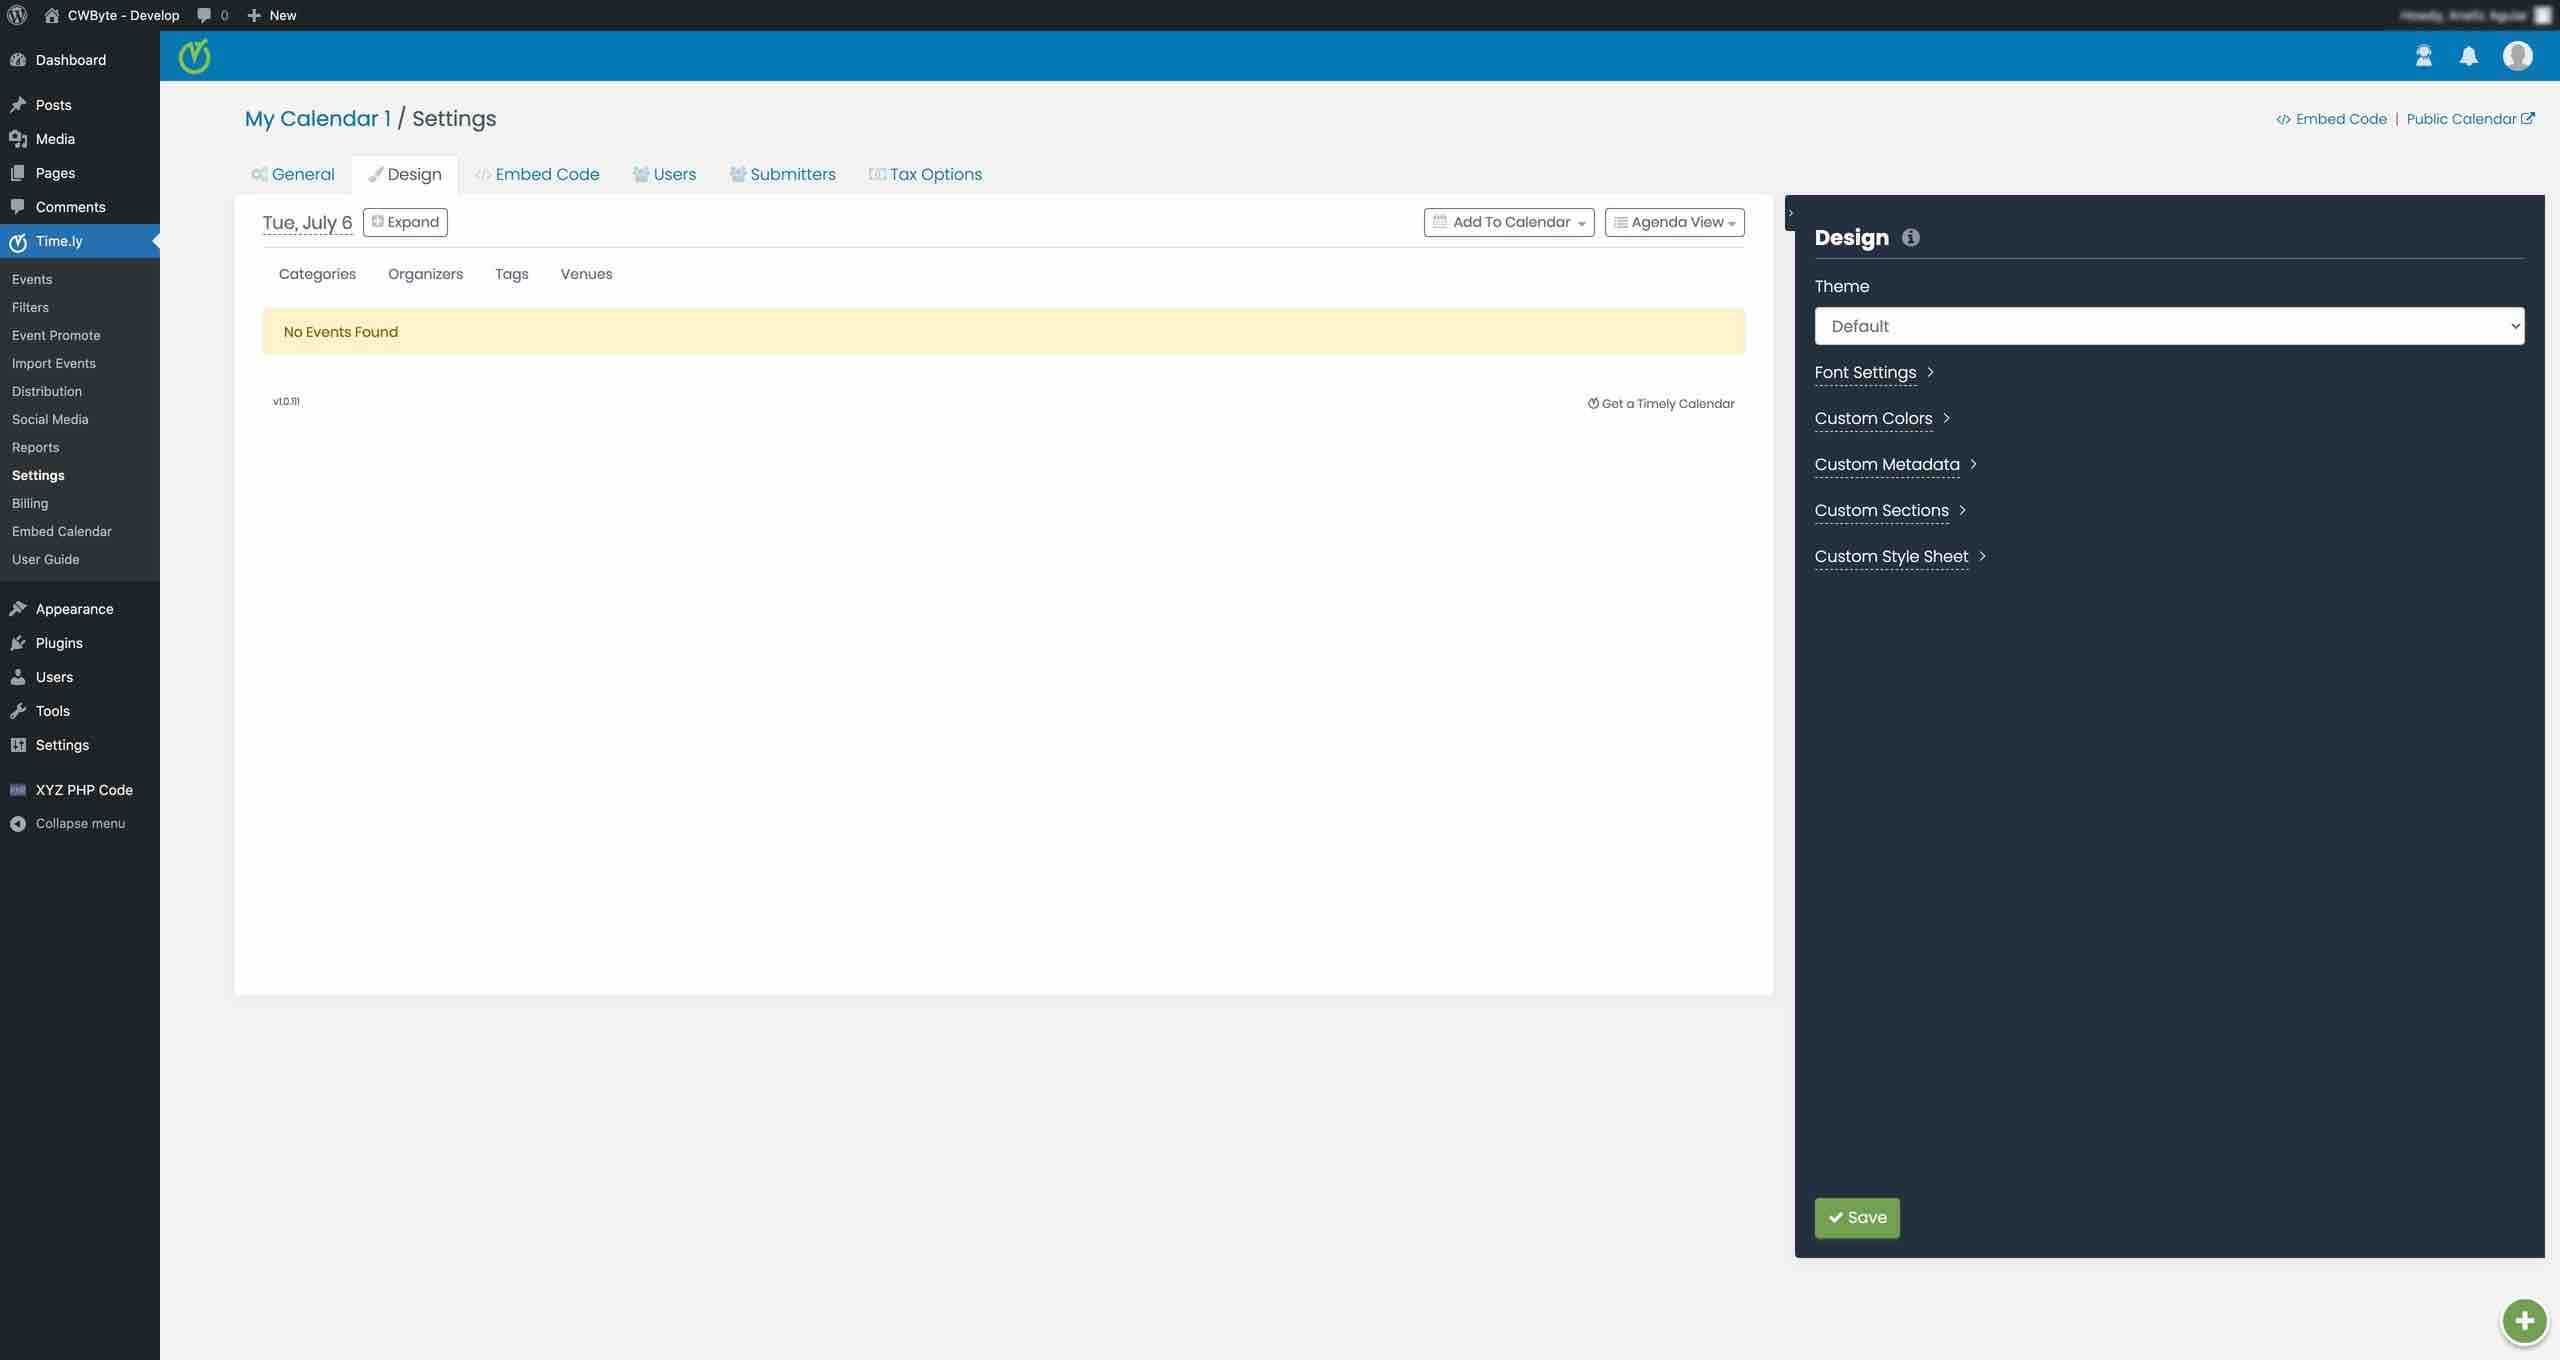 CWByte - Develop 0 New
Dashboard
Posts
Media
Pages
Comments
Time.ly
Events
Filters
Event Promote
Import Events
Distribution
Social Media
Reports
Settings
Billing
Embed Calendar
User Guide
Appearance
Plugins
Users
Tools
Settings
XYZ PHP Code
Collapse menu
My Calendar 1 / Settings
Embed Code | Public Calendar
General Design Embed Code Users Submitters Tax Options
Tue, July 6 Expand Add To Calendar Agenda View
Categories Organizers Tags Venues
No Events Found
v1.0.111 Get a Timely Calendar
Design
Theme
Default
Font Settings
Custom Colors
Custom Metadata
Custom Sections
Custom Style Sheet
Save